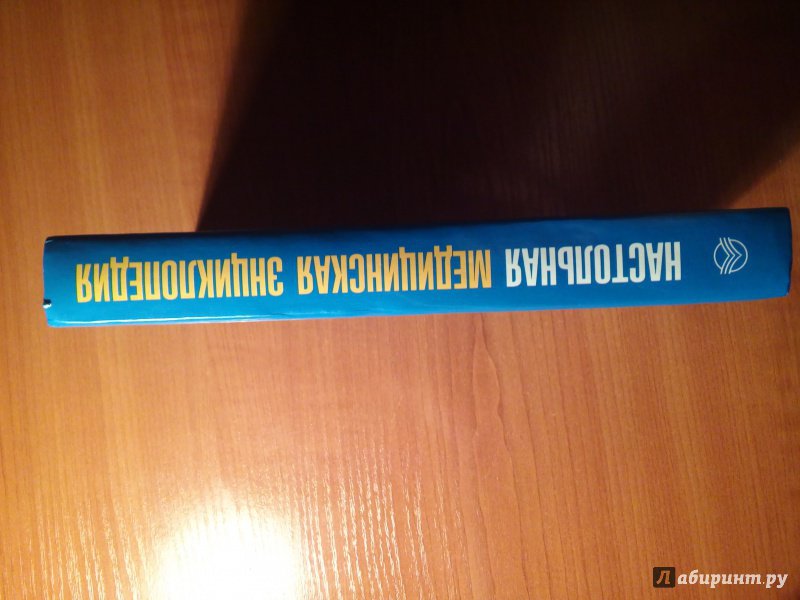 НАСТОЛЬНАЯ МЕДИЦИНСКАЯ ЭНЦИКЛОПЕДИЯ
Лабиринт.ру